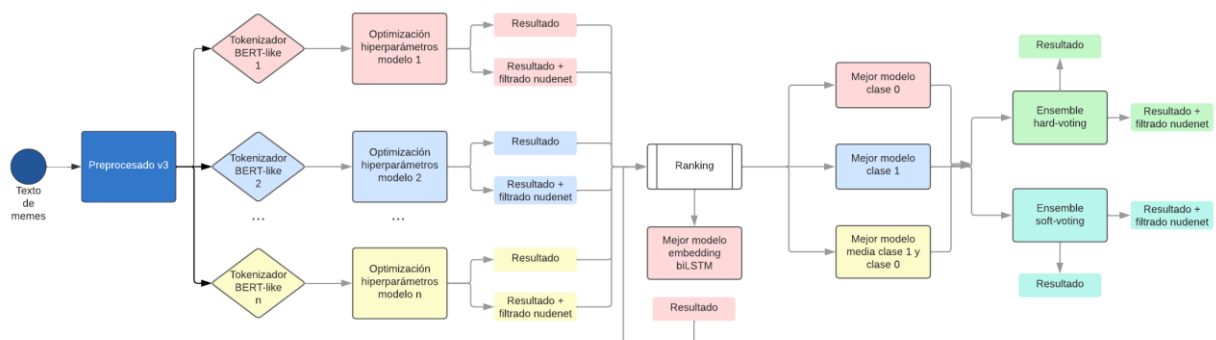 Texto
de
memes
Preprocesado v3
Tokenizador
BERT-like
1
Optimización
hiperparámetros
modelo 1
Resultado
Resultado +
filtrado nudenet
Tokenizador
BERT-like
2
Optimización
hiperparámetros
modelo 2
Resultado
Resultado +
filtrado nudenet
...
...
Tokenizador
BERT-like
n
Optimización
hiperparámetros
modelo n
Resultado
Resultado +
filtrado nudenet
Ranking
Mejor modelo
embedding
biLSTM
Resultado
Mejor modelo
clase 0
Mejor modelo
clase 1
Mejor modelo
media clase 1 y
clase 0
Resultado
Ensemble
hard-voting
Resultado +
filtrado nudenet
Ensemble
soft-voting
Resultado +
filtrado nudenet
Resultado